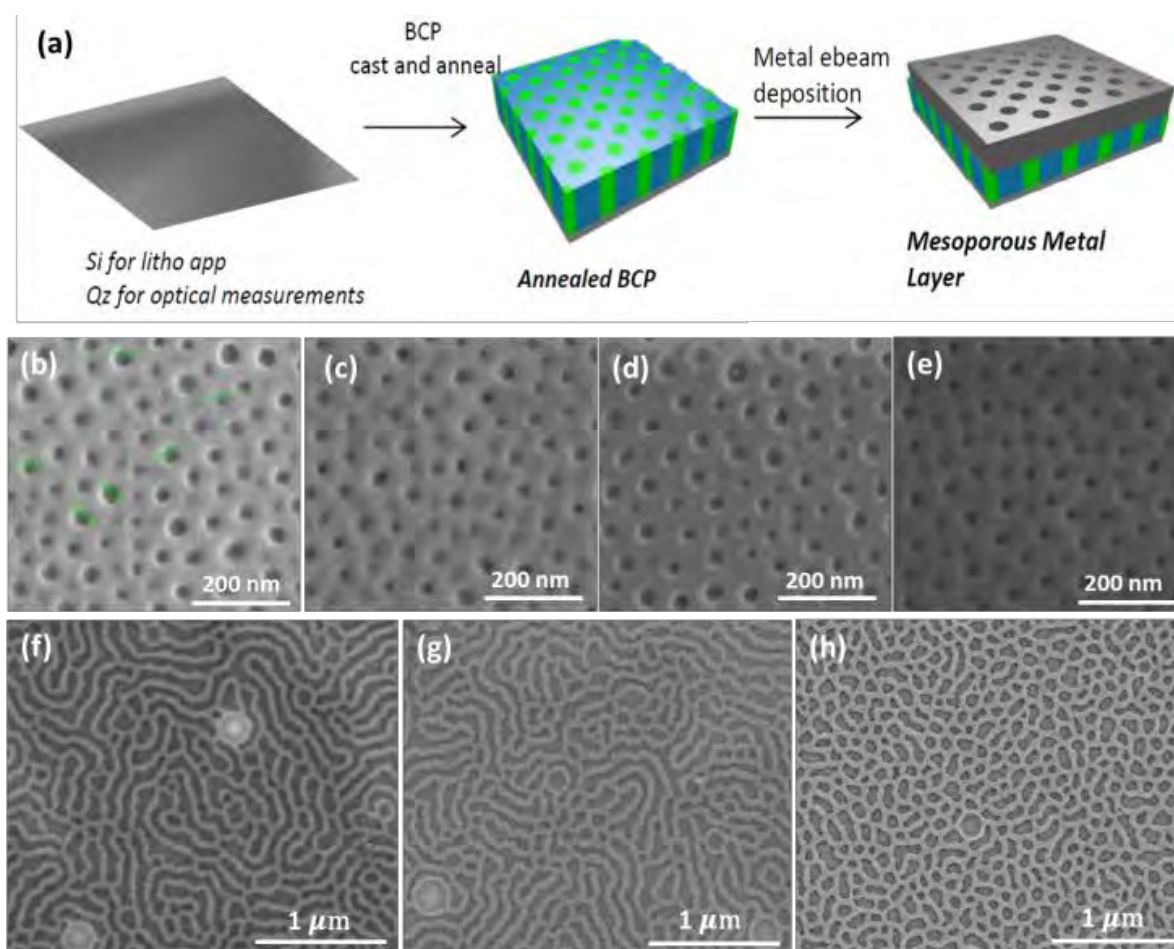 (a)
BCP
cast and anneal
Metal ebeam
deposition
Si for litho app
Qz for optical measurements
Annealed BCP
Mesoporous Metal
Layer
(b)
(c)
(d)
(e)
200 nm
200 nm
200 nm
200 nm
(f)
(g)
(h)
1 μm
1 μm
1 μm